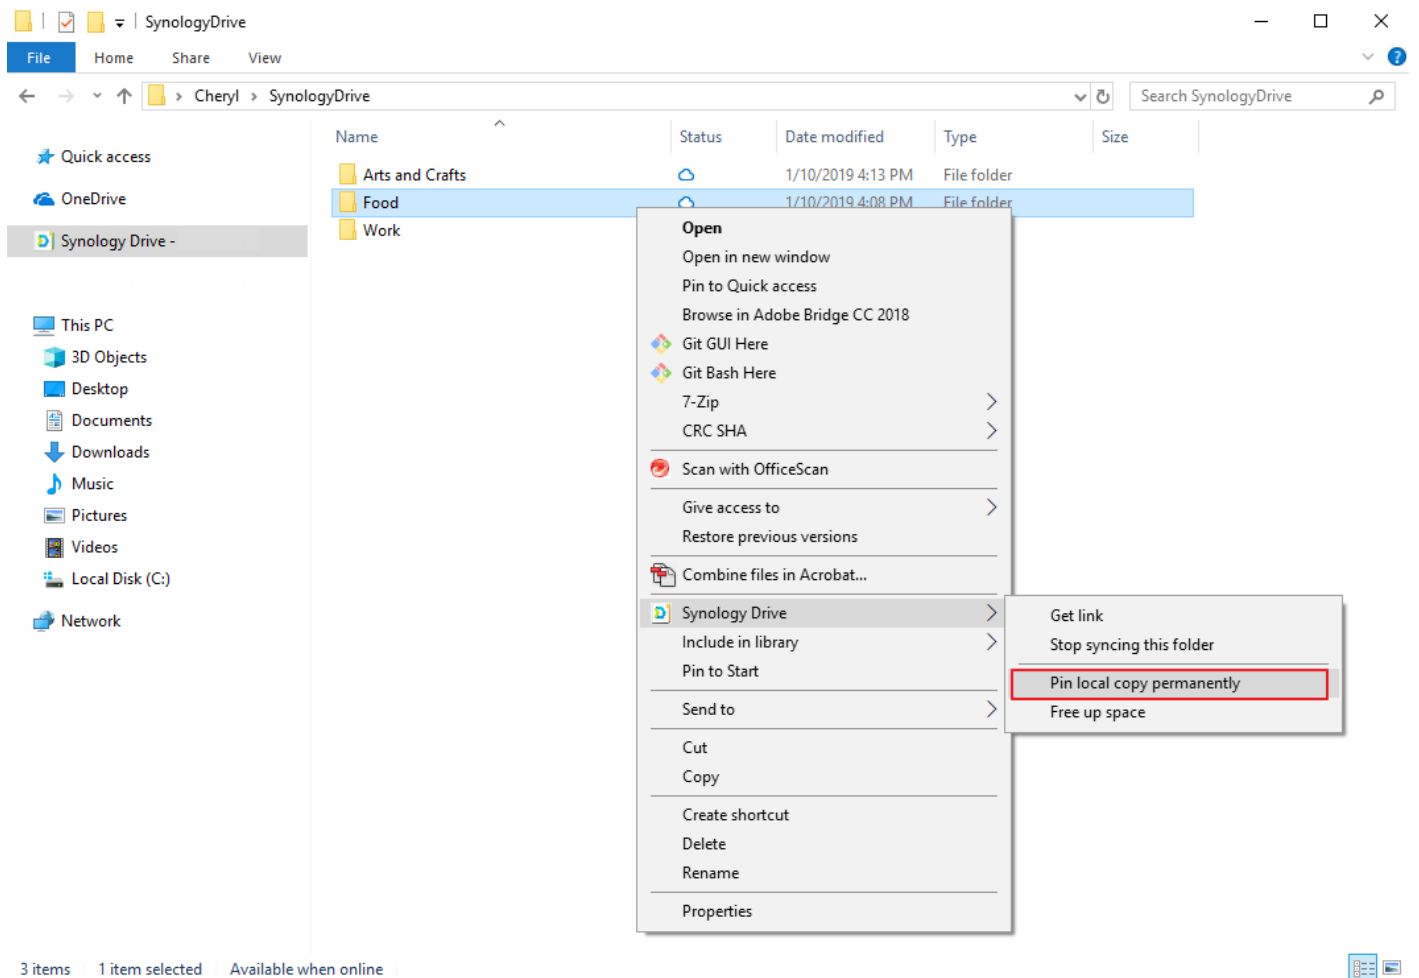 SynologyDrive
File Home Share View
Cheryl SynologyDrive Search SynologyDrive
Quick access
OneDrive
Synology Drive -
This PC
3D Objects
Desktop
Documents
Downloads
Music
Pictures
Videos
Local Disk (C:)
Network
Name Status Date modified Type Size
Arts and Crafts 1/10/2019 4:13 PM File folder
Food 1/10/2019 4:08 PM File folder
Work
Open
Open in new window
Pin to Quick access
Browse in Adobe Bridge CC 2018
Git GUI Here
Git Bash Here
7-Zip
CRC SHA
Scan with OfficeScan
Give access to
Restore previous versions
Combine files in Acrobat...
Synology Drive
Include in library
Pin to Start
Send to
Cut
Copy
Create shortcut
Delete
Rename
Properties
Get link
Stop syncing this folder
Pin local copy permanently
Free up space
3 items 1 item selected Available when online